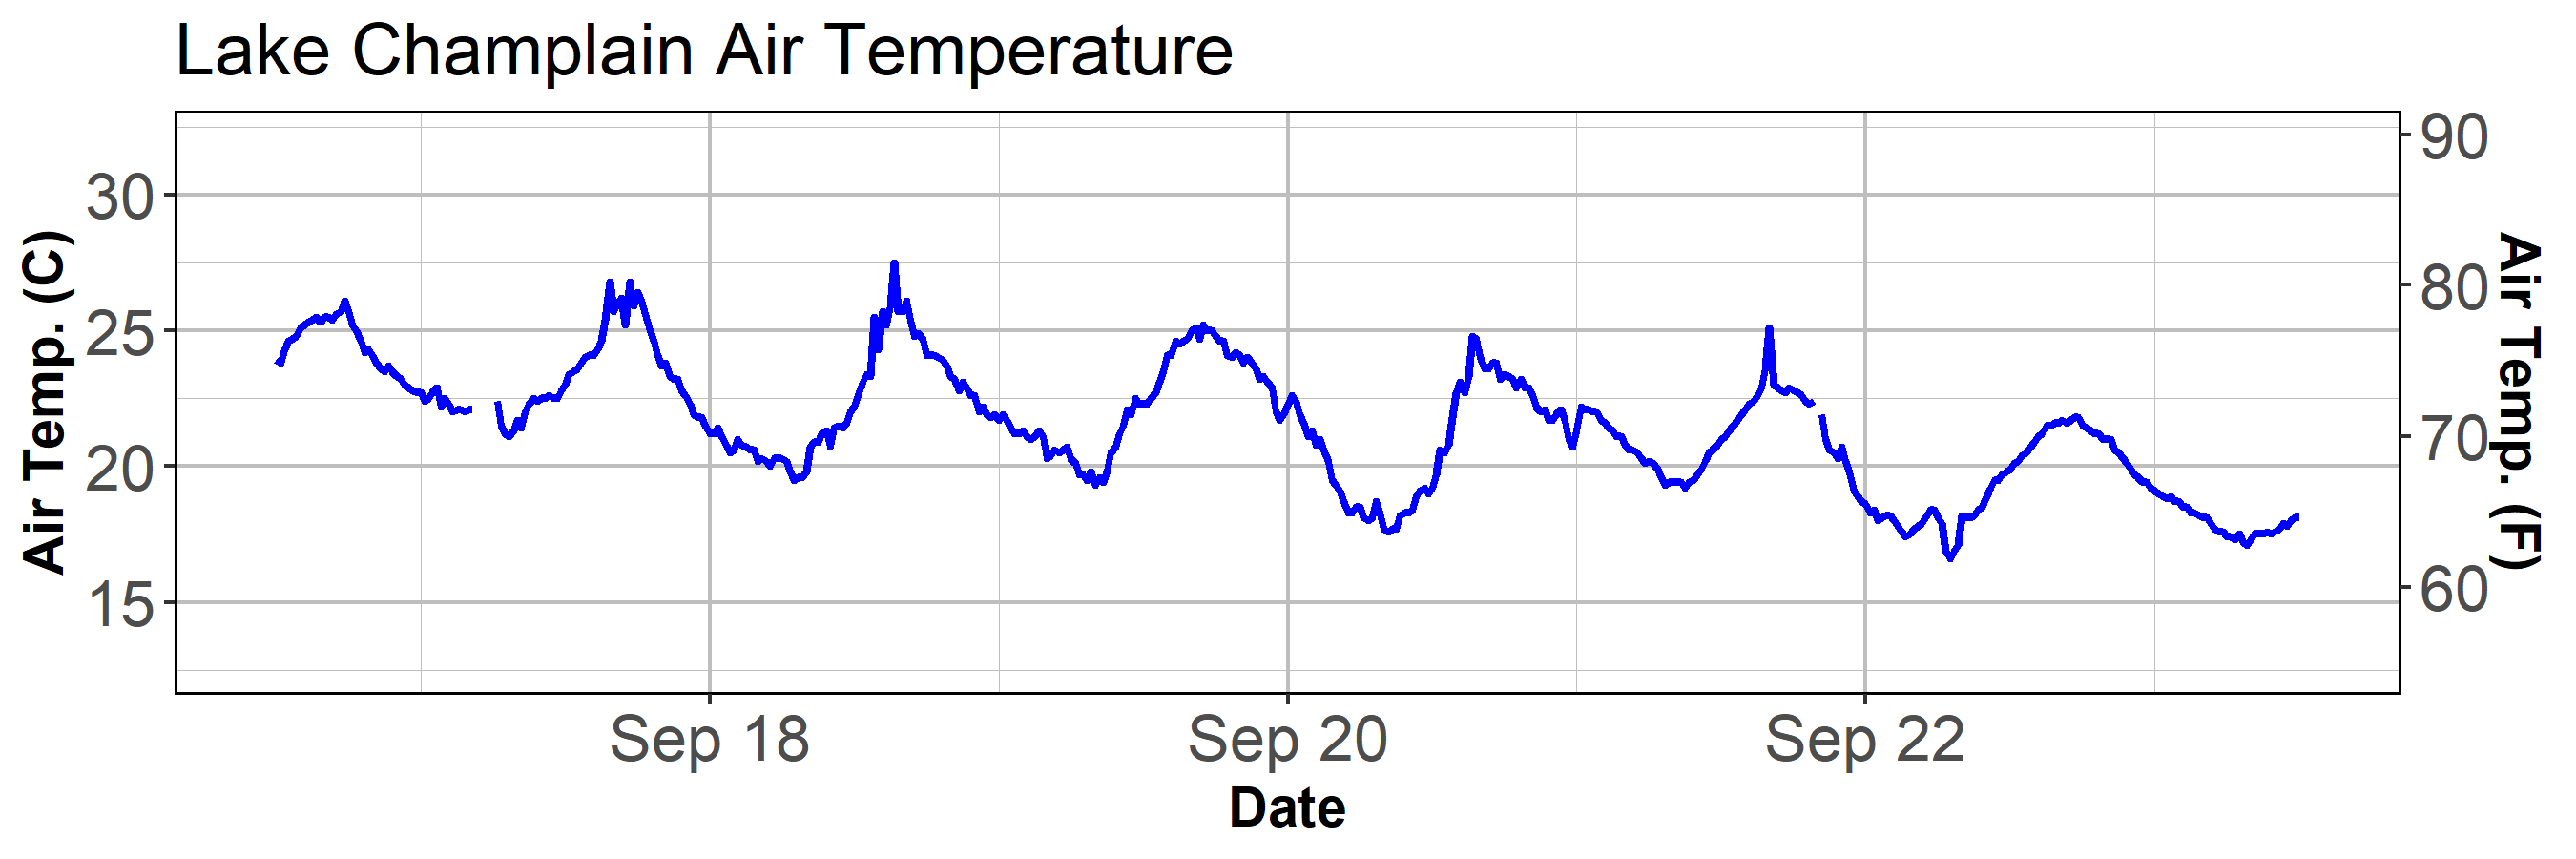 Lake Champlain Air Temperature
Air Temp. (C)
30
25
20
15
90
80
70
60
Air Temp. (F)
Sep 18 Sep 20 Sep 22
Date